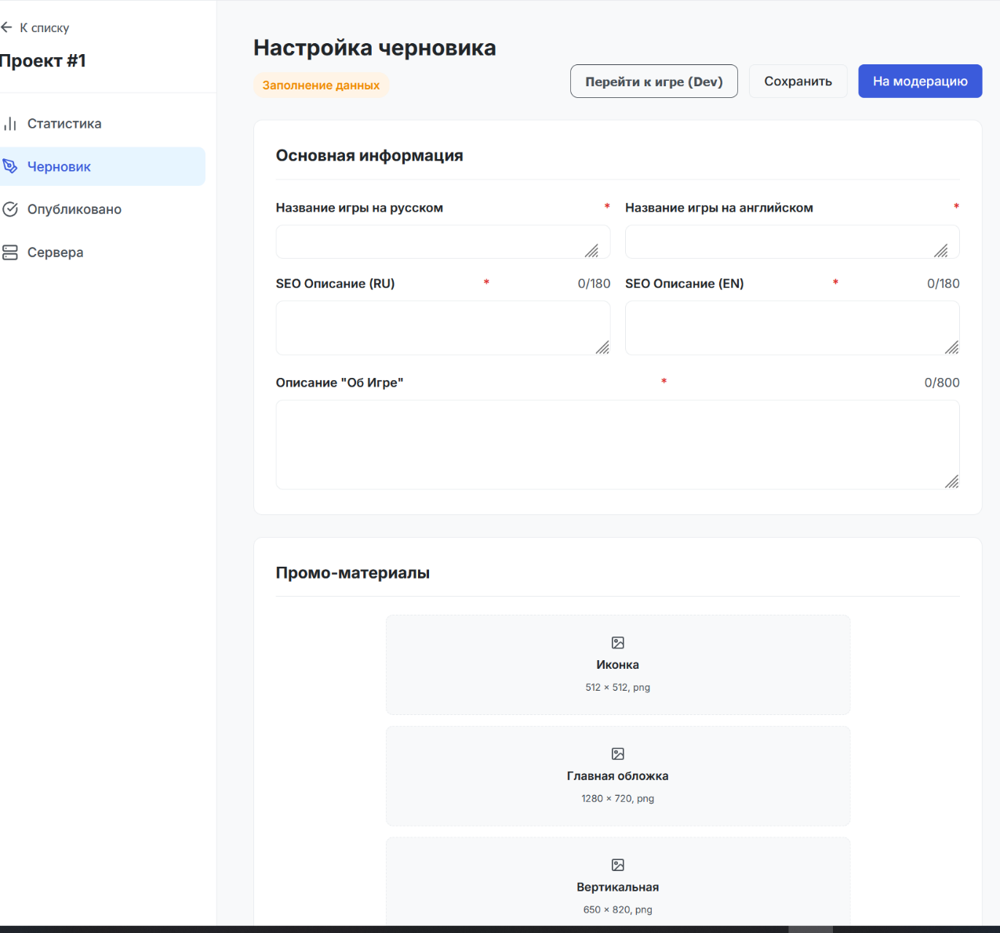 К списку
Проект #1
Статистика
Черновик
Опубликовано
Сервера
Настройка черновика
Заполнение данных
Перейти к игре (Dev)
Сохранить
На модерацию
Основная информация
Название игры на русском *
Название игры на английском *
SEO Описание (RU) * 0/180
SEO Описание (EN) * 0/180
Описание "Об Игре" * 0/800
Промо-материалы
Иконка
512 × 512, png
Главная обложка
1280 × 720, png
Вертикальная
650 × 820, png